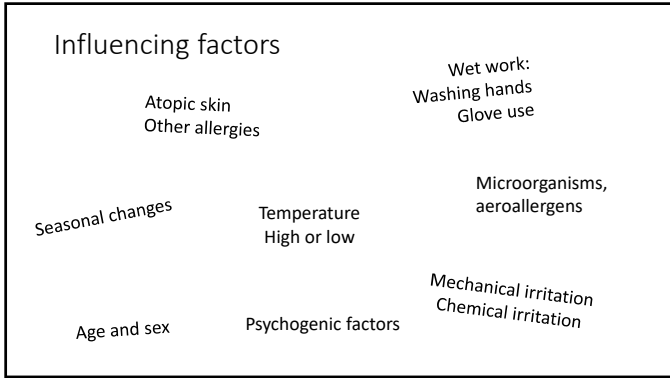 Influencing factors
Wet work:
Washing hands
Glove use
Atopic skin
Other allergies
Microorganisms,
aeroallergens
Seasonal changes
Temperature
High or low
Mechanical irritation
Chemical irritation
Age and sex
Psychogenic factors